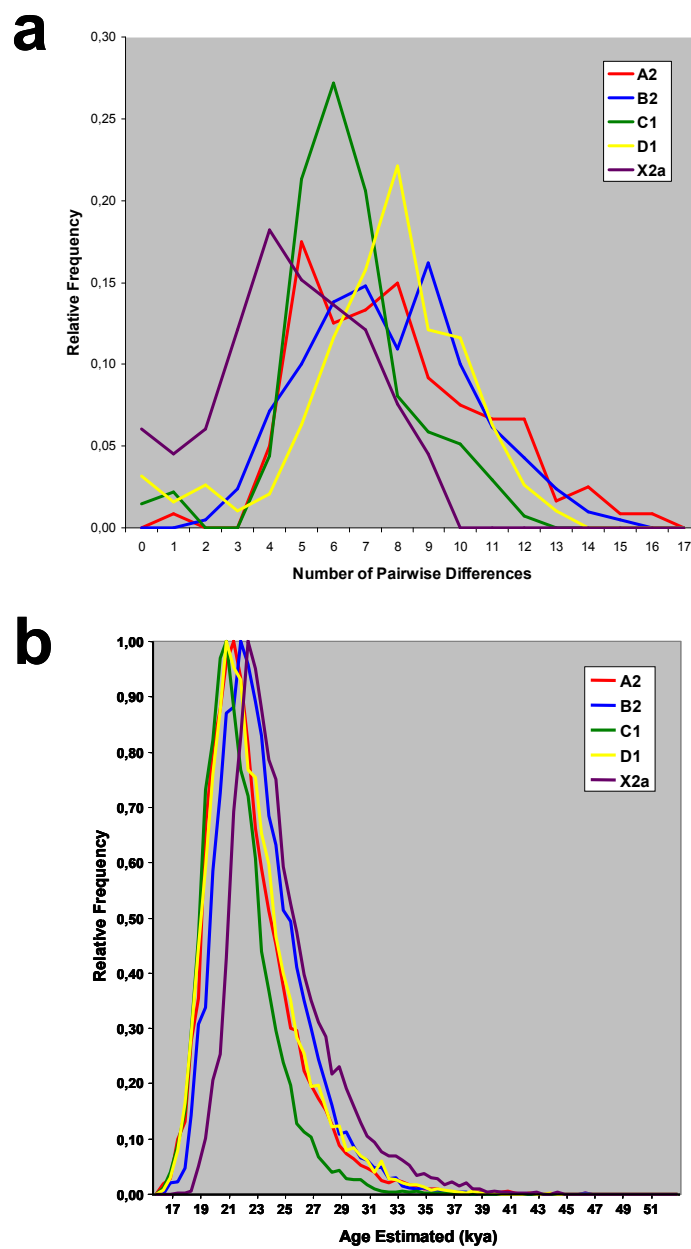 a
0,30
0,25
0,20
0,15
0,10
0,05
0,00
Relative Frequency
A2
B2
C1
D1
X2a
0 1 2 3 4 5 6 7 8 9 10 11 12 13 14 15 16 17
Number of Pairwise Differences
b
1,00
0,90
0,80
0,70
0,60
0,50
0,40
0,30
0,20
0,10
0,00
Relative Frequency
A2
B2
C1
D1
X2a
17 19 21 23 25 27 29 31 33 35 37 39 41 43 45 47 49 51
Age Estimated (kya)